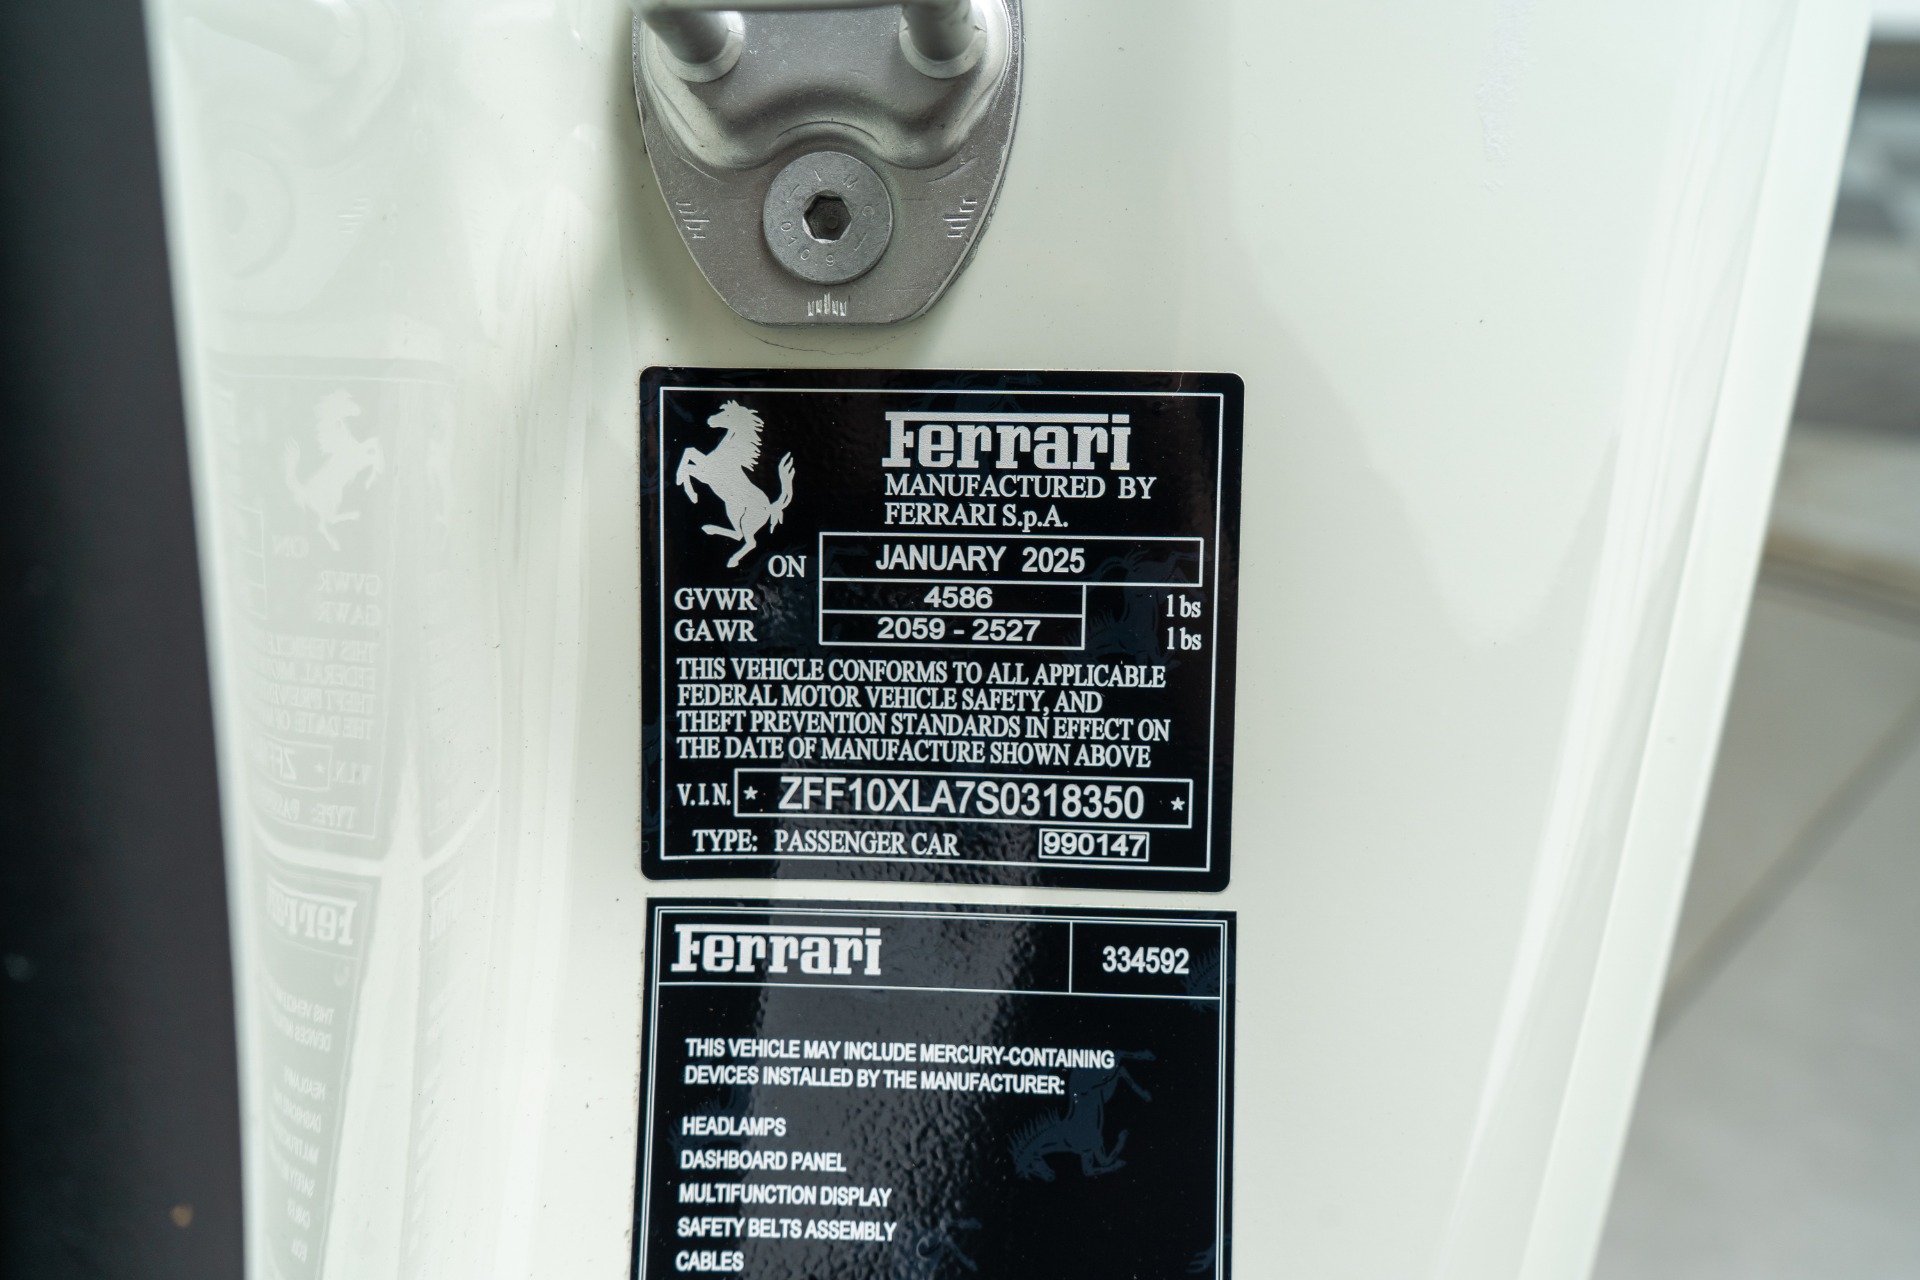 Ferrari
MANUFACTURED BY
FERRARI S.p.A.
ON JANUARY 2025
GVWR 4586 lbs
GAWR 2059 - 2527 lbs
THIS VEHICLE CONFORMS TO ALL APPLICABLE
FEDERAL MOTOR VEHICLE SAFETY, AND
THEFT PREVENTION STANDARDS IN EFFECT ON
THE DATE OF MANUFACTURE SHOWN ABOVE
V.I.N. * ZFF10XLA7S0318350 *
TYPE: PASSENGER CAR 990147
Ferrari 334592
THIS VEHICLE MAY INCLUDE MERCURY-CONTAINING
DEVICES INSTALLED BY THE MANUFACTURER:
HEADLAMPS
DASHBOARD PANEL
MULTIFUNCTION DISPLAY
SAFETY BELTS ASSEMBLY
CABLES